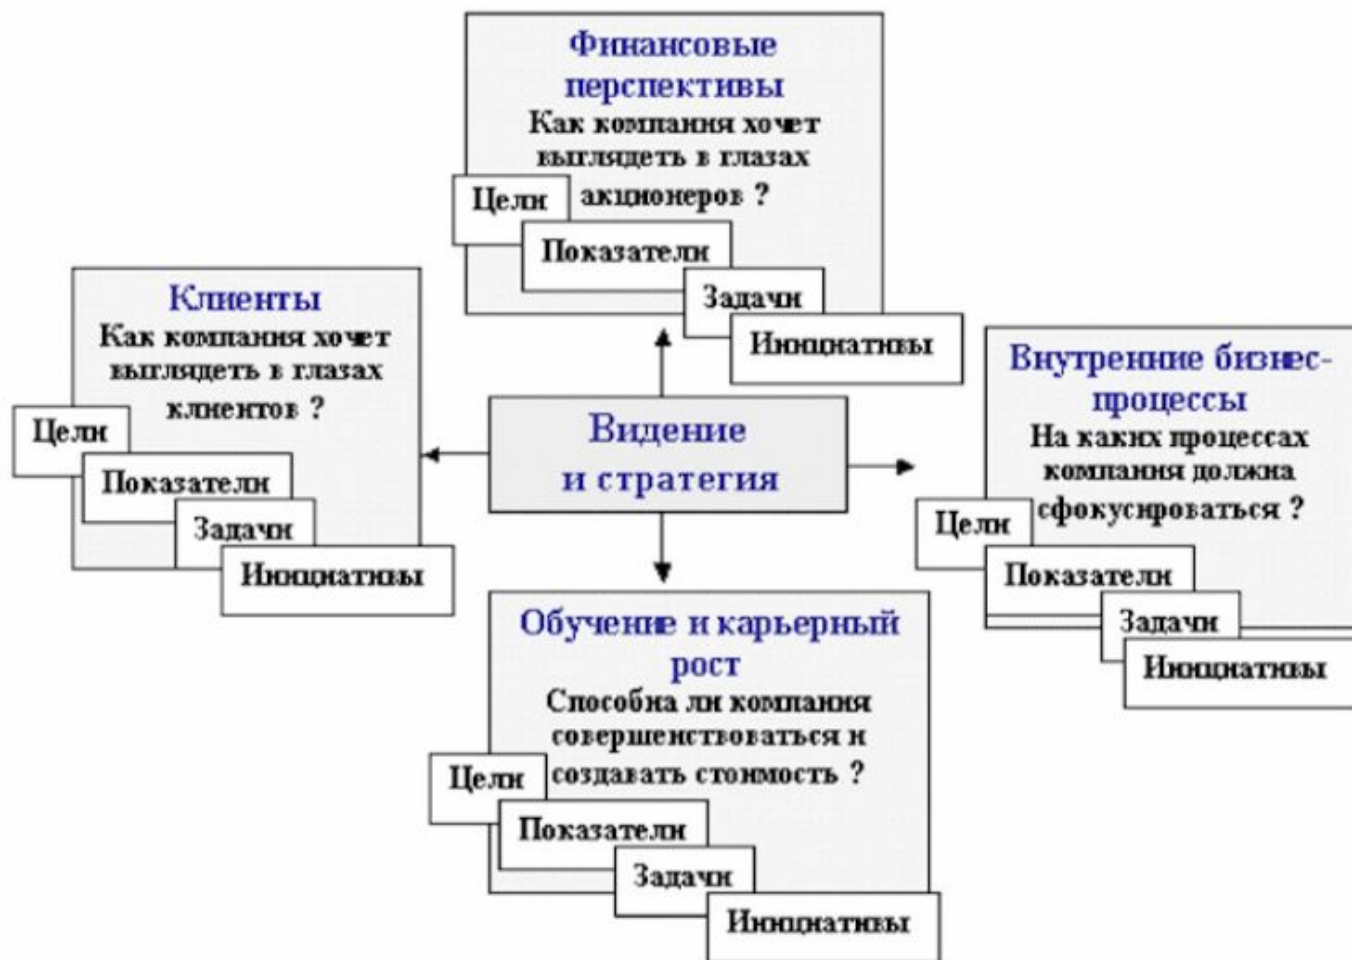 Финансовые
перспективы
Как компания хочет
выглядеть в глазах
акционеров ?
Цели
Показатели
Задачи
Инициативы
Клиенты
Как компания хочет
выглядеть в глазах
клиентов ?
Цели
Показатели
Задачи
Инициативы
Видение
и стратегия
Внутренние бизнес-
процессы
На каких процессах
компания должна
сфокусироваться ?
Цели
Показатели
Задачи
Инициативы
Обучение и карьерный
рост
Способна ли компания
совершенствоваться и
создавать стоимость ?
Цели
Показатели
Задачи
Инициативы